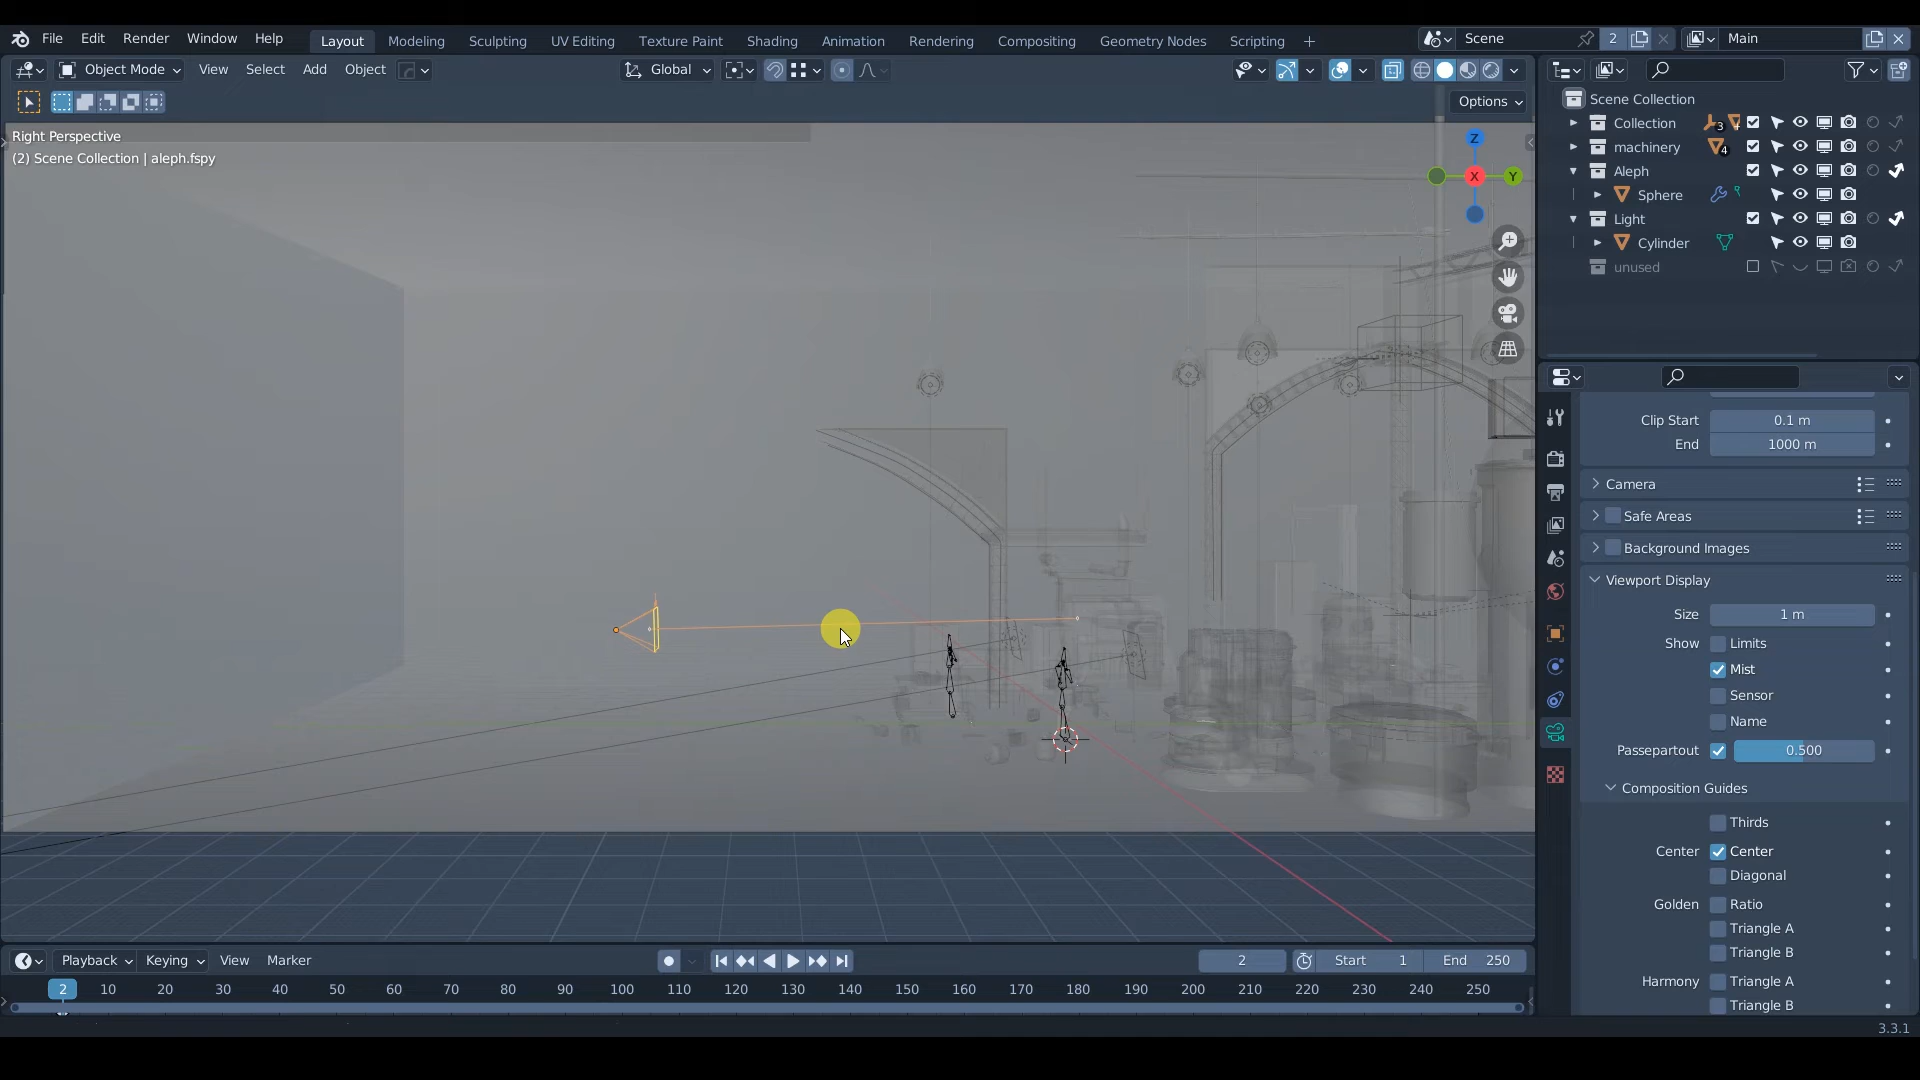 File Edit Render Window Help Layout Modeling Sculpting UV Editing Texture Paint Shading Animation Rendering Compositing Geometry Nodes Scripting + Scene 2 Main
Object Mode View Select Add Object Global
Options
Right Perspective
(2) Scene Collection | aleph.fspy
Z
X
Y
Scene Collection
Collection 3
machinery 4
Aleph
Sphere
Light
Cylinder
unused
Clip Start 0.1 m
End 1000 m
Camera
Safe Areas
Background Images
Viewport Display
Size 1 m
Show Limits
Mist
Sensor
Name
Passepartout 0.500
Composition Guides
Thirds
Center Center
Diagonal
Golden Ratio
Triangle A
Triangle B
Harmony Triangle A
Triangle B
Playback Keying View Marker 2 Start 1 End 250
2 10 20 30 40 50 60 70 80 90 100 110 120 130 140 150 160 170 180 190 200 210 220 230 240 250
3.3.1